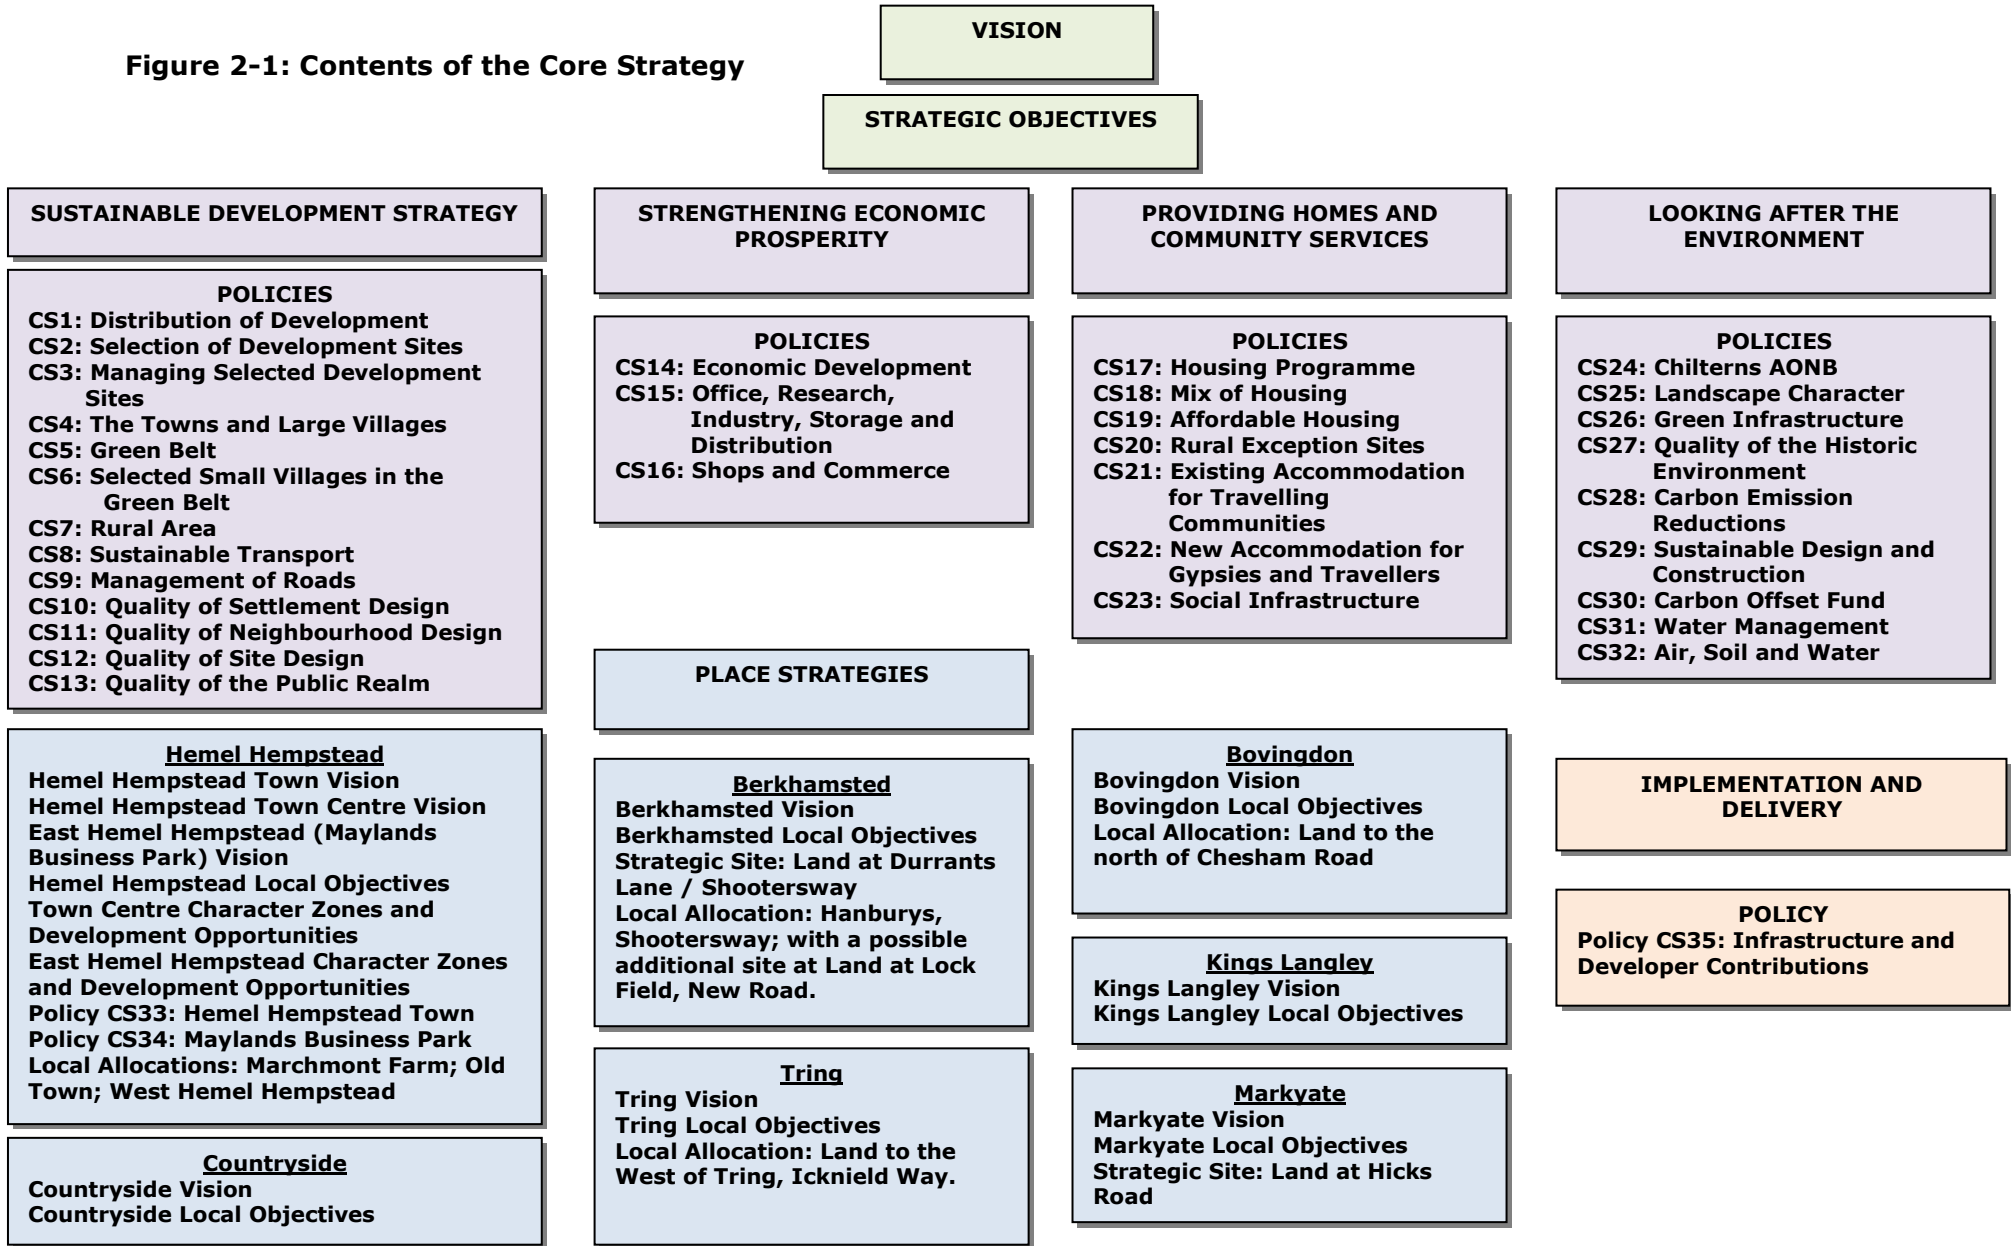 Figure 2-1: Contents of the Core Strategy
VISION
STRATEGIC OBJECTIVES
SUSTAINABLE DEVELOPMENT STRATEGY
POLICIES
CS1: Distribution of Development
CS2: Selection of Development Sites
CS3: Managing Selected Development
Sites
CS4: The Towns and Large Villages
CS5: Green Belt
CS6: Selected Small Villages in the
Green Belt
CS7: Rural Area
CS8: Sustainable Transport
CS9: Management of Roads
CS10: Quality of Settlement Design
CS11: Quality of Neighbourhood Design
CS12: Quality of Site Design
CS13: Quality of the Public Realm
STRENGTHENING ECONOMIC
PROSPERITY
POLICIES
CS14: Economic Development
CS15: Office, Research,
Industry, Storage and
Distribution
CS16: Shops and Commerce
PROVIDING HOMES AND
COMMUNITY SERVICES
POLICIES
CS17: Housing Programme
CS18: Mix of Housing
CS19: Affordable Housing
CS20: Rural Exception Sites
CS21: Existing Accommodation
for Travelling
Communities
CS22: New Accommodation for
Gypsies and Travellers
CS23: Social Infrastructure
LOOKING AFTER THE
ENVIRONMENT
POLICIES
CS24: Chilterns AONB
CS25: Landscape Character
CS26: Green Infrastructure
CS27: Quality of the Historic
Environment
CS28: Carbon Emission
Reductions
CS29: Sustainable Design and
Construction
CS30: Carbon Offset Fund
CS31: Water Management
CS32: Air, Soil and Water
PLACE STRATEGIES
Hemel Hempstead
Hemel Hempstead Town Vision
Hemel Hempstead Town Centre Vision
East Hemel Hempstead (Maylands
Business Park) Vision
Hemel Hempstead Local Objectives
Town Centre Character Zones and
Development Opportunities
East Hemel Hempstead Character Zones
and Development Opportunities
Policy CS33: Hemel Hempstead Town
Policy CS34: Maylands Business Park
Local Allocations: Marchmont Farm; Old
Town; West Hemel Hempstead
Countryside
Countryside Vision
Countryside Local Objectives
Berkhamsted
Berkhamsted Vision
Berkhamsted Local Objectives
Strategic Site: Land at Durrants
Lane / Shootersway
Local Allocation: Hanburys,
Shootersway; with a possible
additional site at Land at Lock
Field, New Road.
Tring
Tring Vision
Tring Local Objectives
Local Allocation: Land to the
West of Tring, Icknield Way.
Bovingdon
Bovingdon Vision
Bovingdon Local Objectives
Local Allocation: Land to the
north of Chesham Road
Kings Langley
Kings Langley Vision
Kings Langley Local Objectives
Markyate
Markyate Vision
Markyate Local Objectives
Strategic Site: Land at Hicks
Road
IMPLEMENTATION AND
DELIVERY
POLICY
Policy CS35: Infrastructure and
Developer Contributions